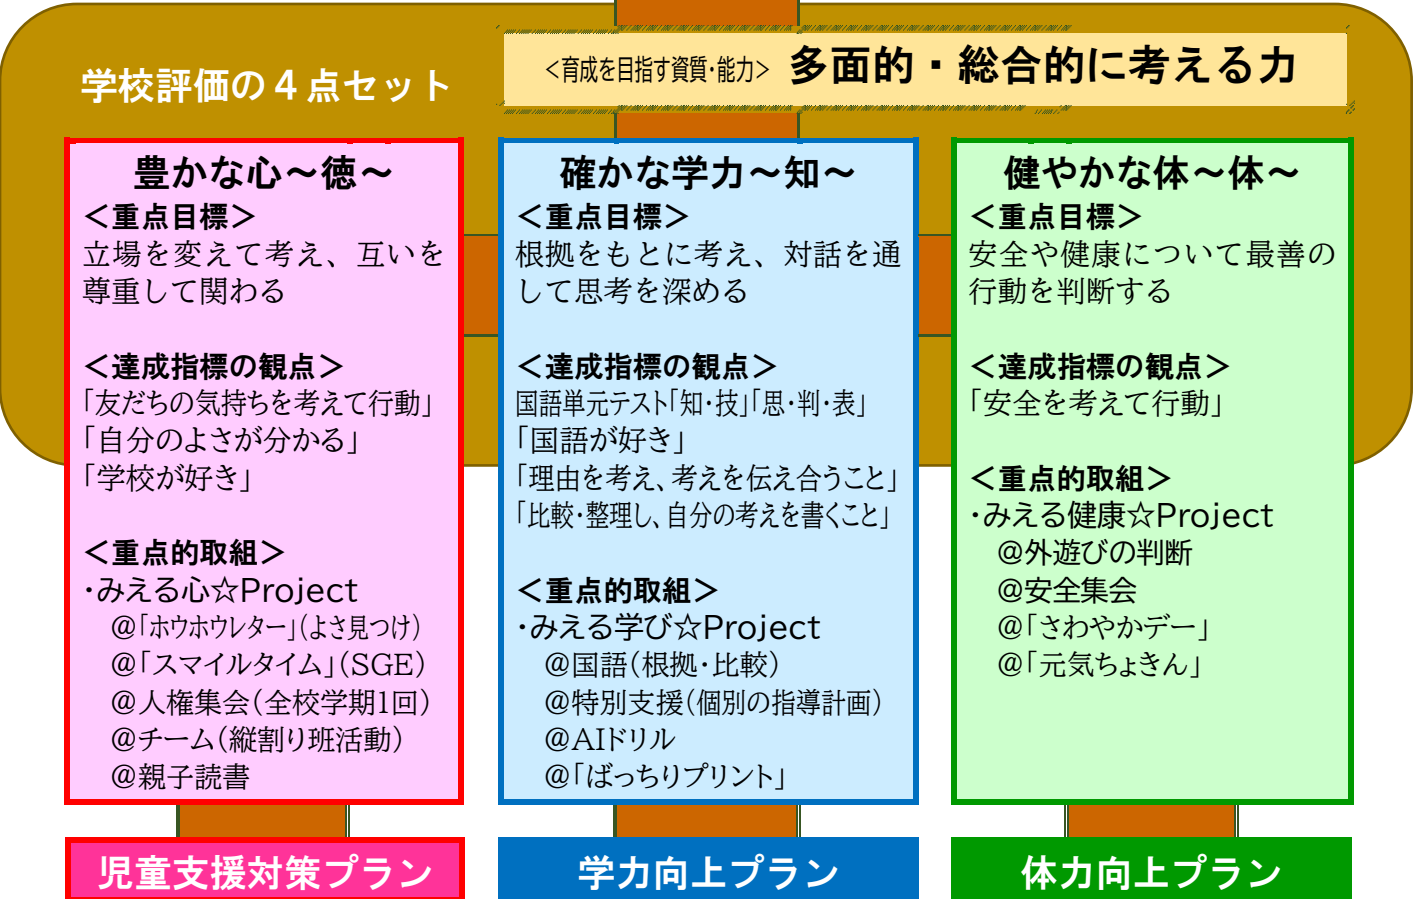 学校評価の４点セット
<育成を目指す資質・能力> 多面的・総合的に考える力
豊かな心～徳～
＜重点目標＞
立場を変えて考え、互いを
尊重して関わる
＜達成指標の観点＞
「友だちの気持ちを考えて行動」
「自分のよさが分かる」
「学校が好き」
＜重点的取組＞
・みえる心☆Project
@「ホウホウレター」(よさ見つけ)
@「スマイルタイム」(SGE)
@人権集会(全校学期1回)
@チーム(縦割り班活動)
@親子読書
児童支援対策プラン
確かな学力～知～
＜重点目標＞
根拠をもとに考え、対話を通
して思考を深める
＜達成指標の観点＞
国語単元テスト「知・技」「思・判・表」
「国語が好き」
「理由を考え、考えを伝え合うこと」
「比較・整理し、自分の考えを書くこと」
＜重点的取組＞
・みえる学び☆Project
@国語(根拠・比較)
@特別支援(個別の指導計画)
@AIドリル
@「ばっちりプリント」
学力向上プラン
健やかな体～体～
＜重点目標＞
安全や健康について最善の
行動を判断する
＜達成指標の観点＞
「安全を考えて行動」
＜重点的取組＞
・みえる健康☆Project
@外遊びの判断
@安全集会
@「さわやかデー」
@「元気ちょきん」
体力向上プラン